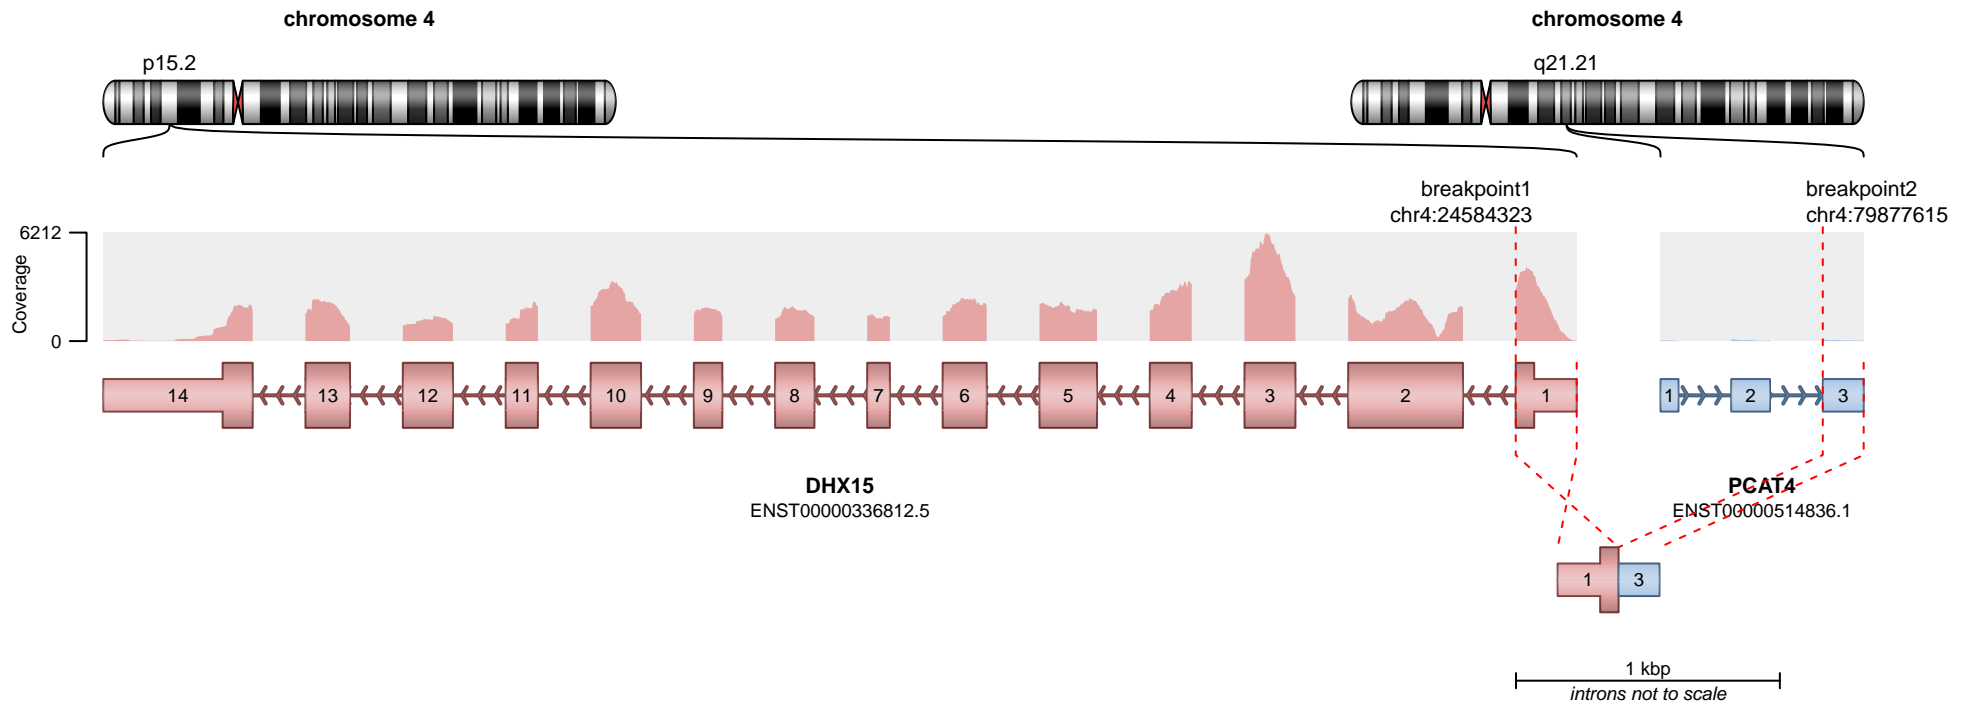 chromosome 4
chromosome 4
p15.2
q21.21
breakpoint1
chr4:24584323
breakpoint2
chr4:79877615
6212
Coverage
0
14 13 12 11 10 9 8 7 6 5 4 3 2 1
1 2 3
DHX15
ENST00000336812.5
PCAT4
ENST00000514836.1
1 3
1 kbp
introns not to scale